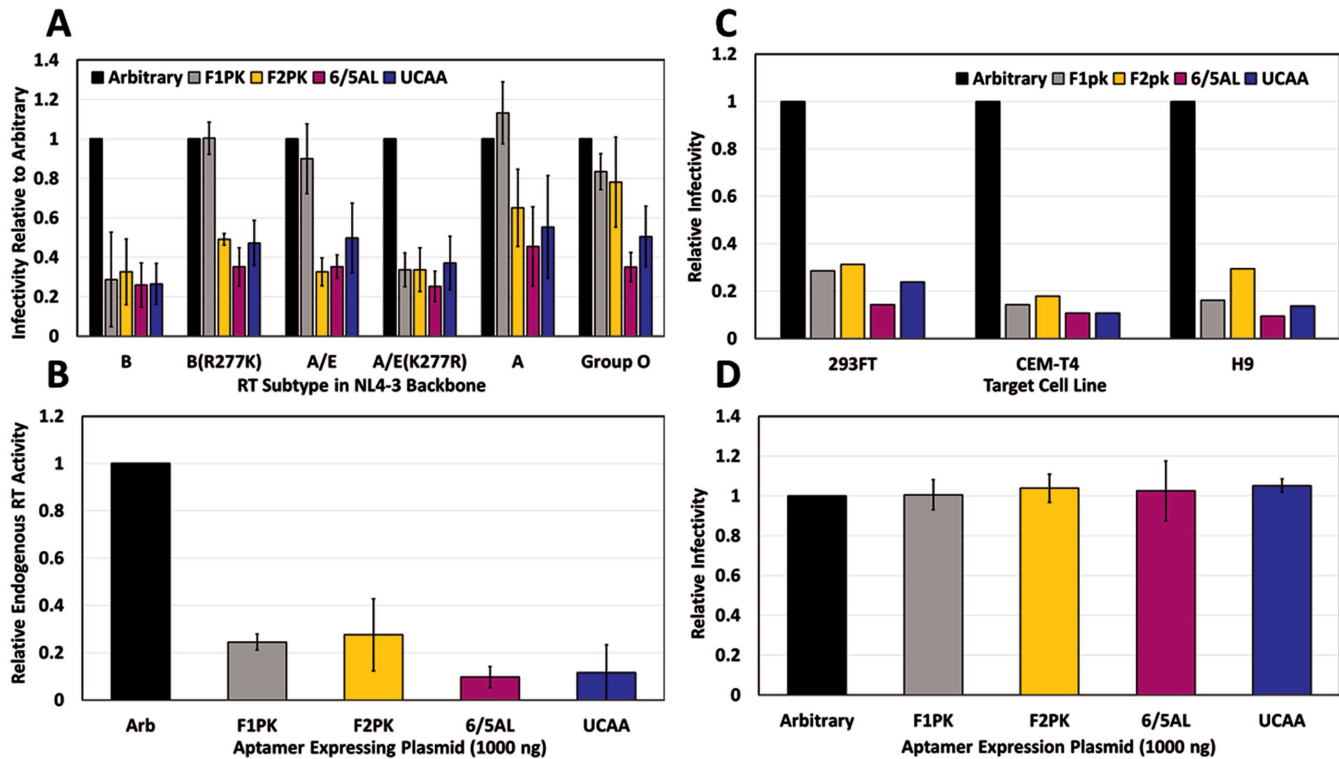 A
1.4
1.2
1
0.8
0.6
0.4
0.2
0
Infectivity Relative to Arbitrary
Arbitrary F1PK F2PK 6/5AL UCAA
B B(R277K) A/E A/E(K277R) A Group O
RT Subtype in NL4-3 Backbone
C
1.2
1
0.8
0.6
0.4
0.2
0
Relative Infectivity
Arbitrary F1pk F2pk 6/5AL UCAA
293FT CEM-T4 H9
Target Cell Line
B
1.2
1
0.8
0.6
0.4
0.2
0
Relative Endogenous RT Activity
Arb F1PK F2PK 6/5AL UCAA
Aptamer Expressing Plasmid (1000 ng)
D
1.4
1.2
1
0.8
0.6
0.4
0.2
0
Relative Infectivity
Arbitrary F1PK F2PK 6/5AL UCAA
Aptamer Expression Plasmid (1000 ng)